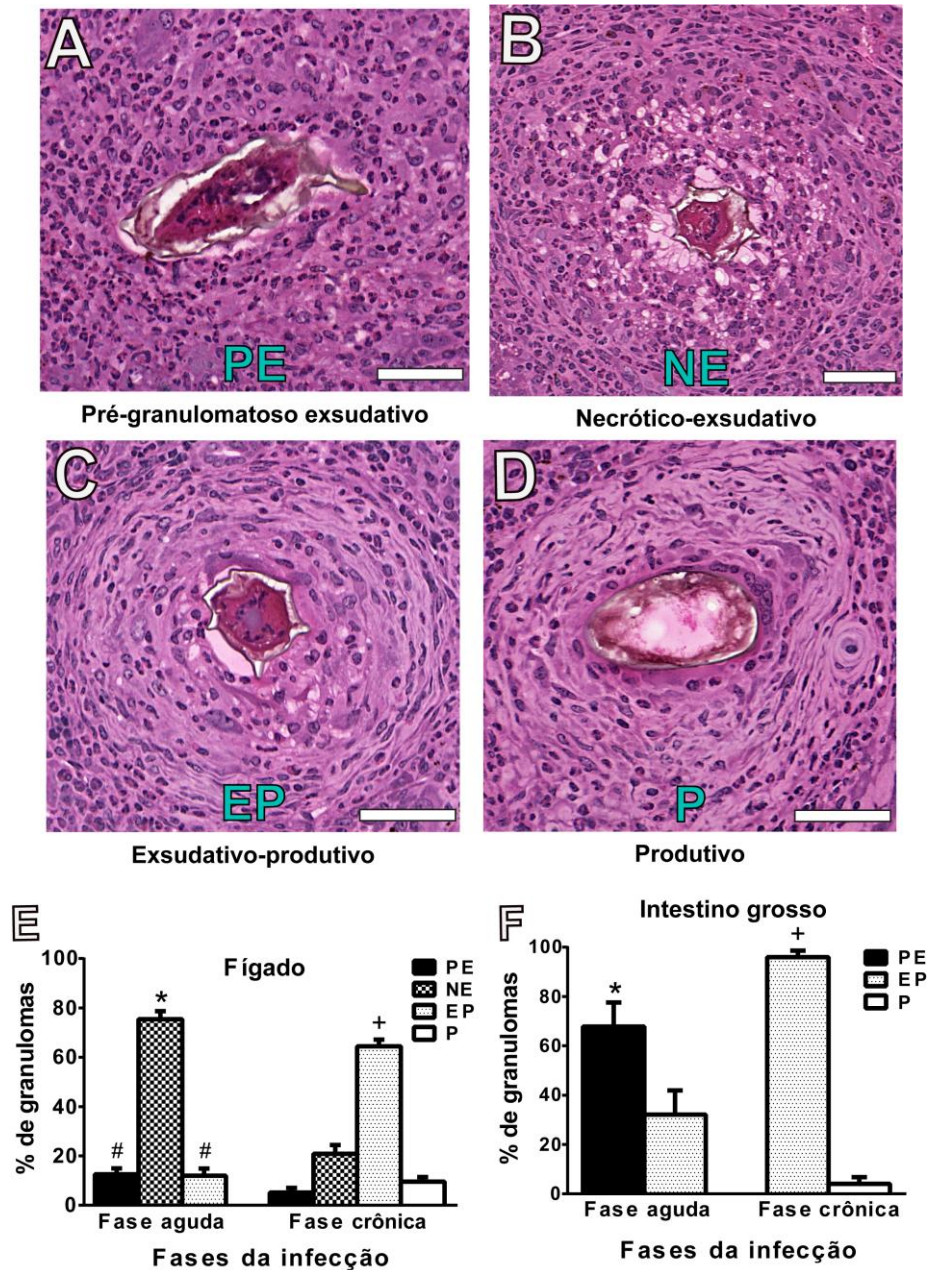 A
PE
Pré-granulomatoso exsudativo
B
NE
Necrótico-exsudativo
C
EP
Exsudativo-produtivo
D
P
Produtivo
E
Fígado
% de granulomas
100
80
60
40
20
0
*
#
#
+
PE
NE
EP
P
Fase aguda
Fase crônica
Fases da infecção
F
Intestino grosso
% de granulomas
100
80
60
40
20
0
*
+
PE
EP
P
Fase aguda
Fase crônica
Fases da infecção